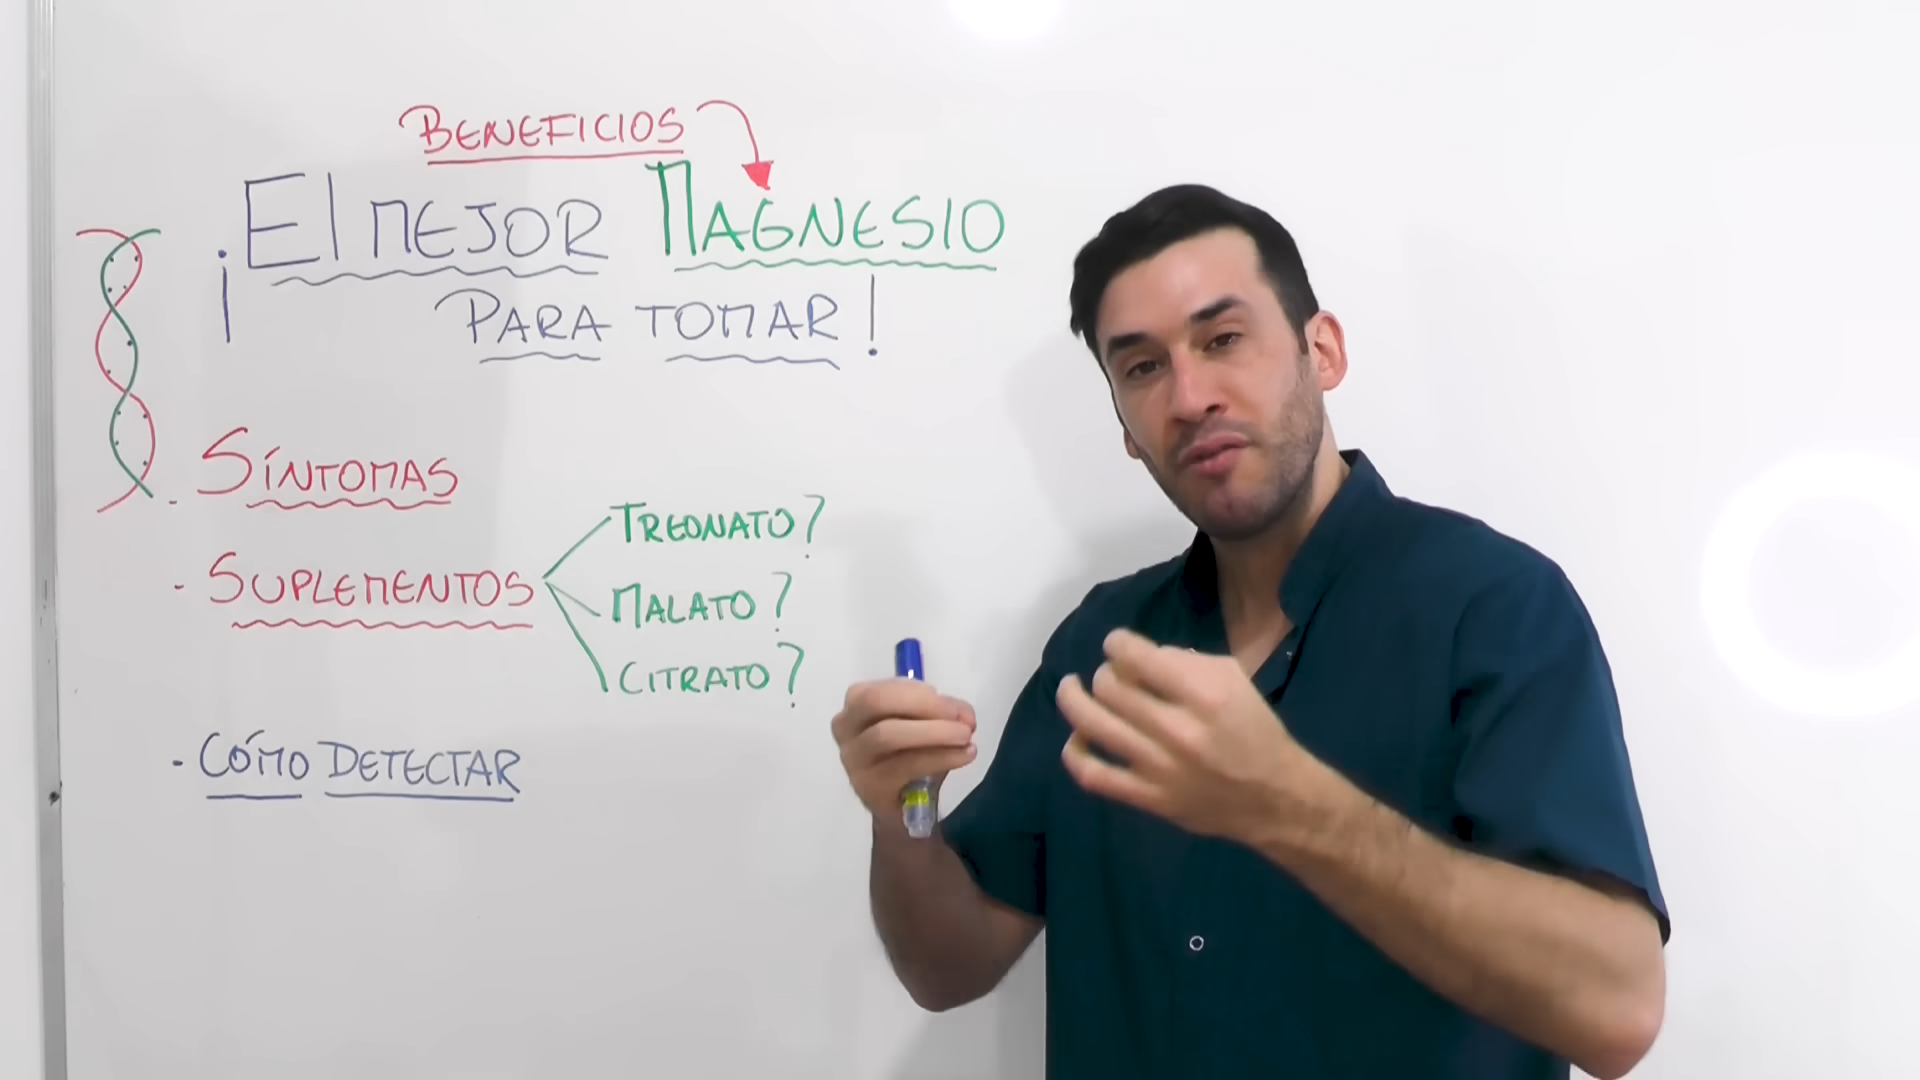 BENEFICIOS
¡El MEJOR MAGNESIO
PARA TOMAR!
- SÍNTOMAS
- SUPLEMENTOS
TREONATO?
MALATO?
CITRATO?
- CÓMO DETECTAR